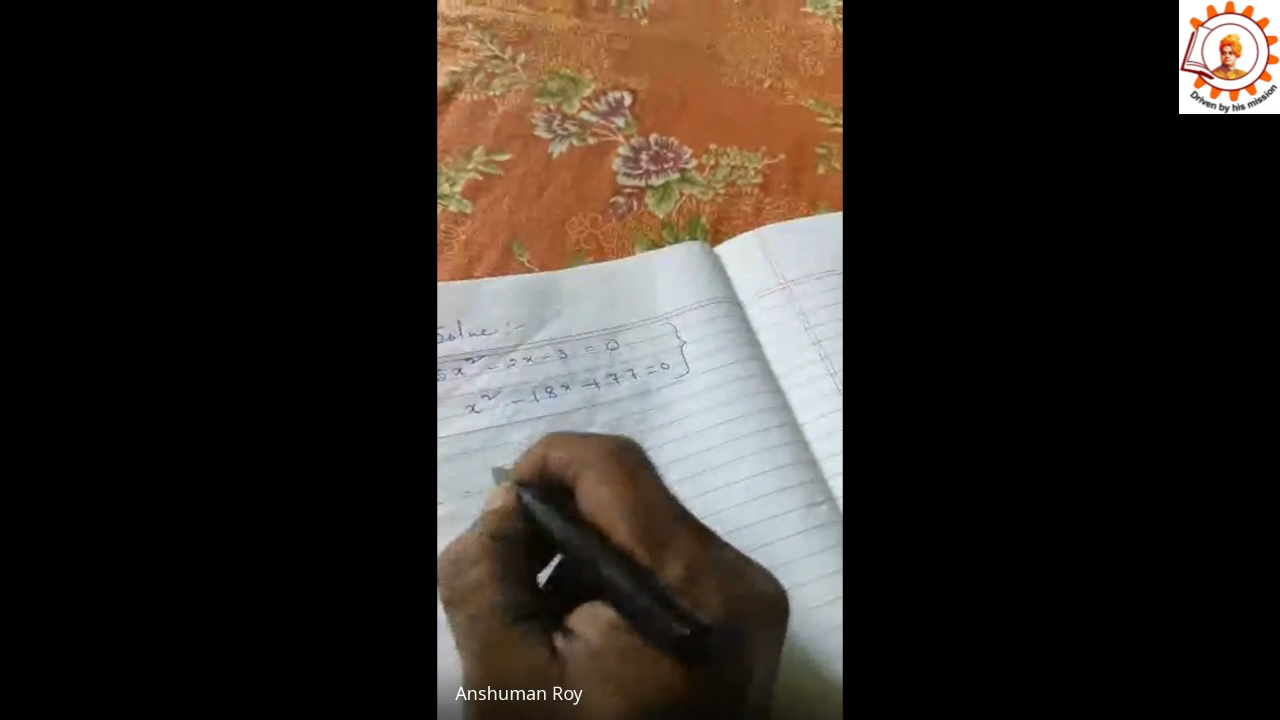 Solve :-
5x² - 2x - 3 = 0
x² - 18x + 77 = 0
Anshuman Roy
Driven by his mission